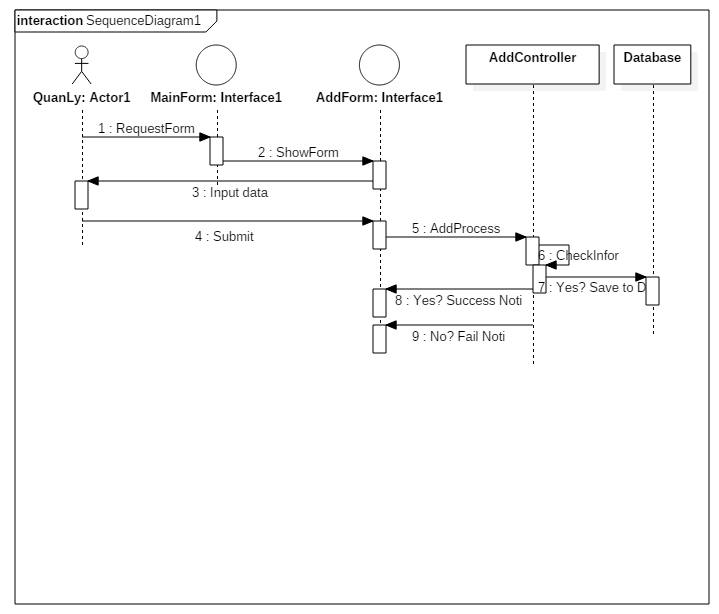 interaction SequenceDiagram1
QuanLy: Actor1
MainForm: Interface1
AddForm: Interface1
AddController
Database
1 : RequestForm
2 : ShowForm
3 : Input data
4 : Submit
5 : AddProcess
6 : CheckInfor
7 : Yes? Save to D
8 : Yes? Success Noti
9 : No? Fail Noti